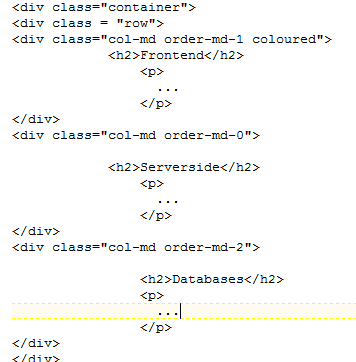 <div class="container">
<div class = "row">
<div class="col-md order-md-1 coloured">
<h2>Frontend</h2>
<p>
...
</p>
</div>
<div class="col-md order-md-0">
<h2>Serverside</h2>
<p>
...
</p>
</div>
<div class="col-md order-md-2">
<h2>Databases</h2>
<p>
...
</p>
</div>
</div>